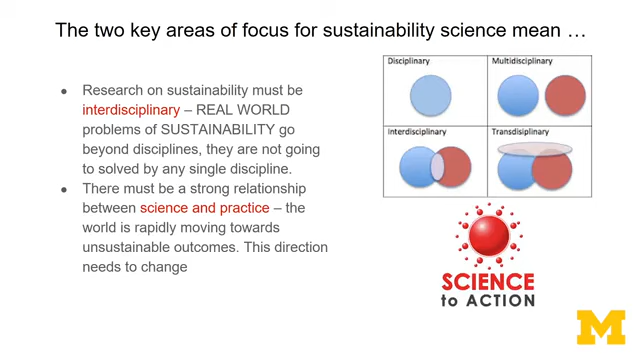 The two key areas of focus for sustainability science mean …
● Research on sustainability must be
interdisciplinary – REAL WORLD
problems of SUSTAINABILITY go
beyond disciplines, they are not going
to solved by any single discipline.
● There must be a strong relationship
between science and practice – the
world is rapidly moving towards
unsustainable outcomes. This direction
needs to change
Disciplinary
Multidisciplinary
Interdisciplinary
Transdisciplinary
SCIENCE
to ACTION
M